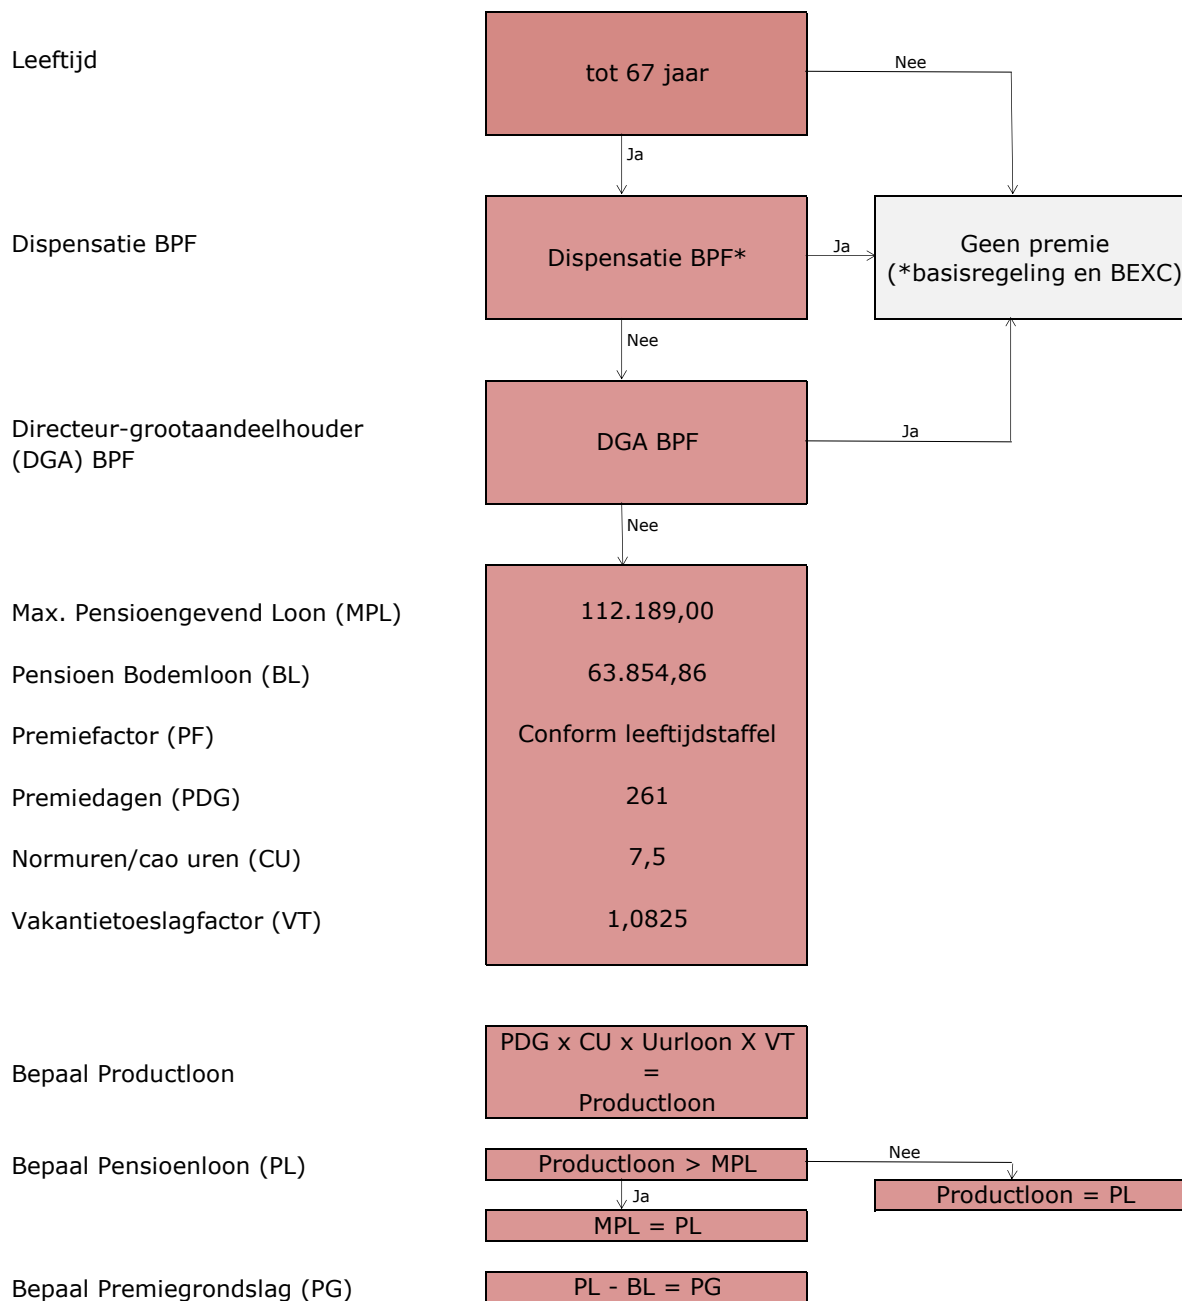 Leeftijd
tot 67 jaar
Nee
Ja
Dispensatie BPF
Dispensatie BPF*
Ja
Geen premie
(*basisregeling en BEXC)
Nee
Directeur-grootaandeelhouder
(DGA) BPF
DGA BPF
Ja
Nee
Max. Pensioengevend Loon (MPL)
112.189,00
Pensioen Bodemloon (BL)
63.854,86
Premiefactor (PF)
Conform leeftijdstaffel
Premiedagen (PDG)
261
Normuren/cao uren (CU)
7,5
Vakantietoeslagfactor (VT)
1,0825
Bepaal Productloon
PDG x CU x Uurloon X VT
=
Productloon
Bepaal Pensioenloon (PL)
Productloon > MPL
Nee
Productloon = PL
Ja
MPL = PL
Bepaal Premiegrondslag (PG)
PL - BL = PG